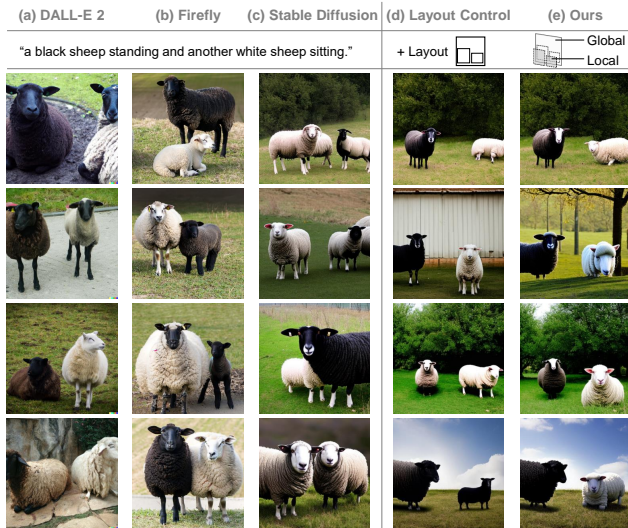 (a) DALL-E 2 (b) Firefly (c) Stable Diffusion (d) Layout Control (e) Ours
“a black sheep standing and another white sheep sitting.” + Layout Global
Local